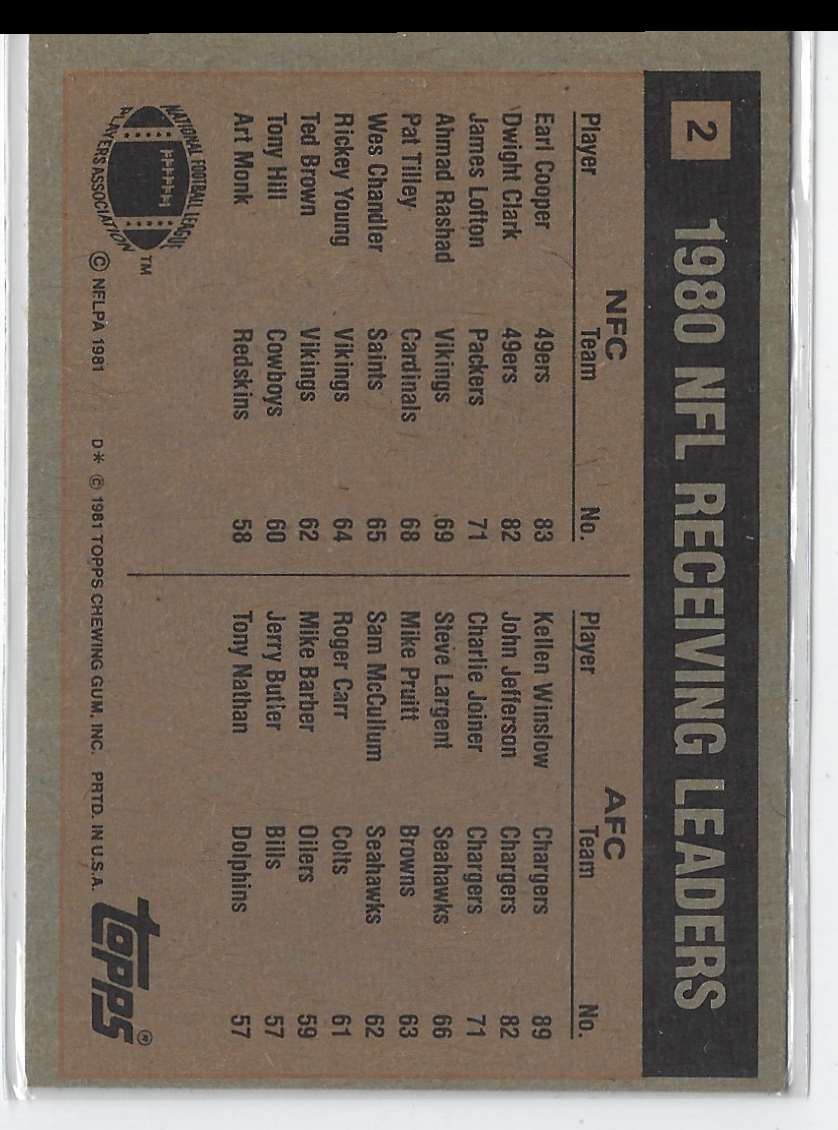 2 1980 NFL RECEIVING LEADERS
NFC AFC
Player Team No. Player Team No.
Earl Cooper 49ers 83 Kellen Winslow Chargers 89
Dwight Clark 49ers 82 John Jefferson Chargers 82
James Lofton Packers 71 Charlie Joiner Chargers 71
Ahmad Rashad Vikings 69 Steve Largent Seahawks 66
Pat Tilley Cardinals 68 Mike Pruitt Browns 63
Wes Chandler Saints 65 Sam McCullum Seahawks 62
Rickey Young Vikings 64 Roger Carr Colts 61
Ted Brown Vikings 62 Mike Barber Oilers 59
Tony Hill Cowboys 60 Jerry Butler Bills 57
Art Monk Redskins 58 Tony Nathan Dolphins 57
NATIONAL FOOTBALL LEAGUE
PLAYERS ASSOCIATION TM
© NFLPA 1981 D* © 1981 TOPPS CHEWING GUM, INC. PRTD. IN U.S.A. TOPPS®